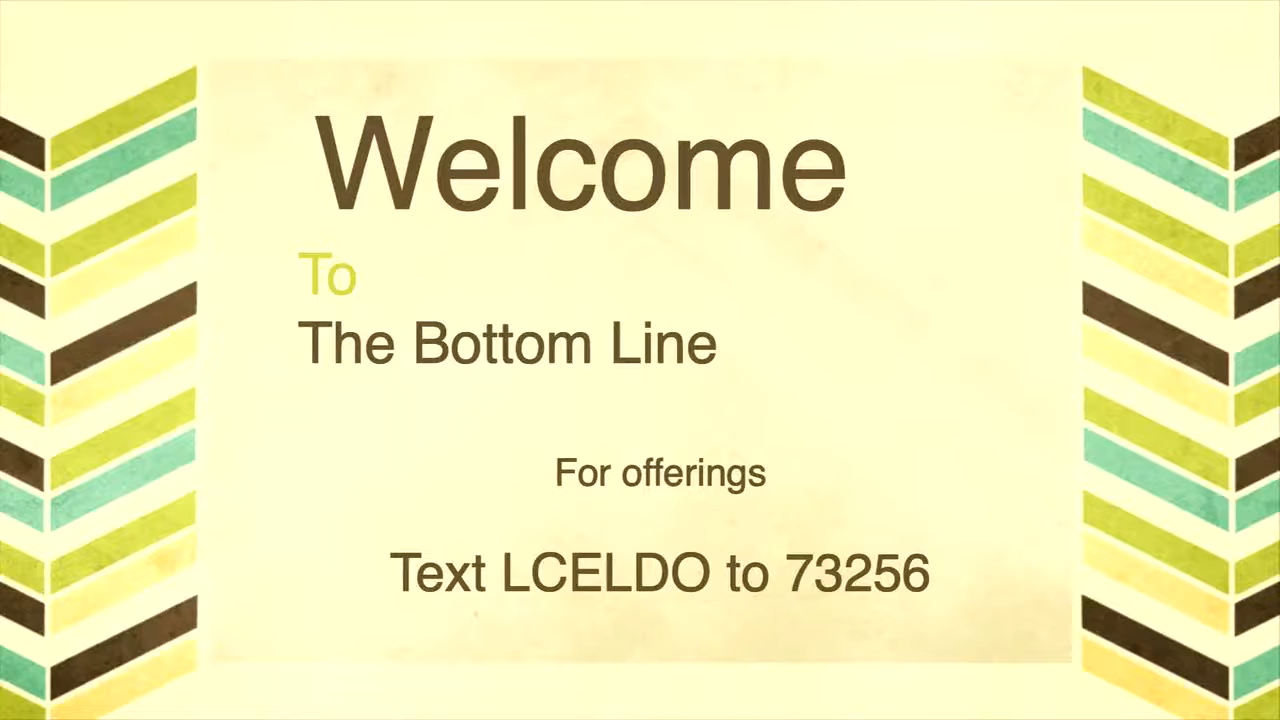 Welcome
To
The Bottom Line
For offerings
Text LCELDO to 73256